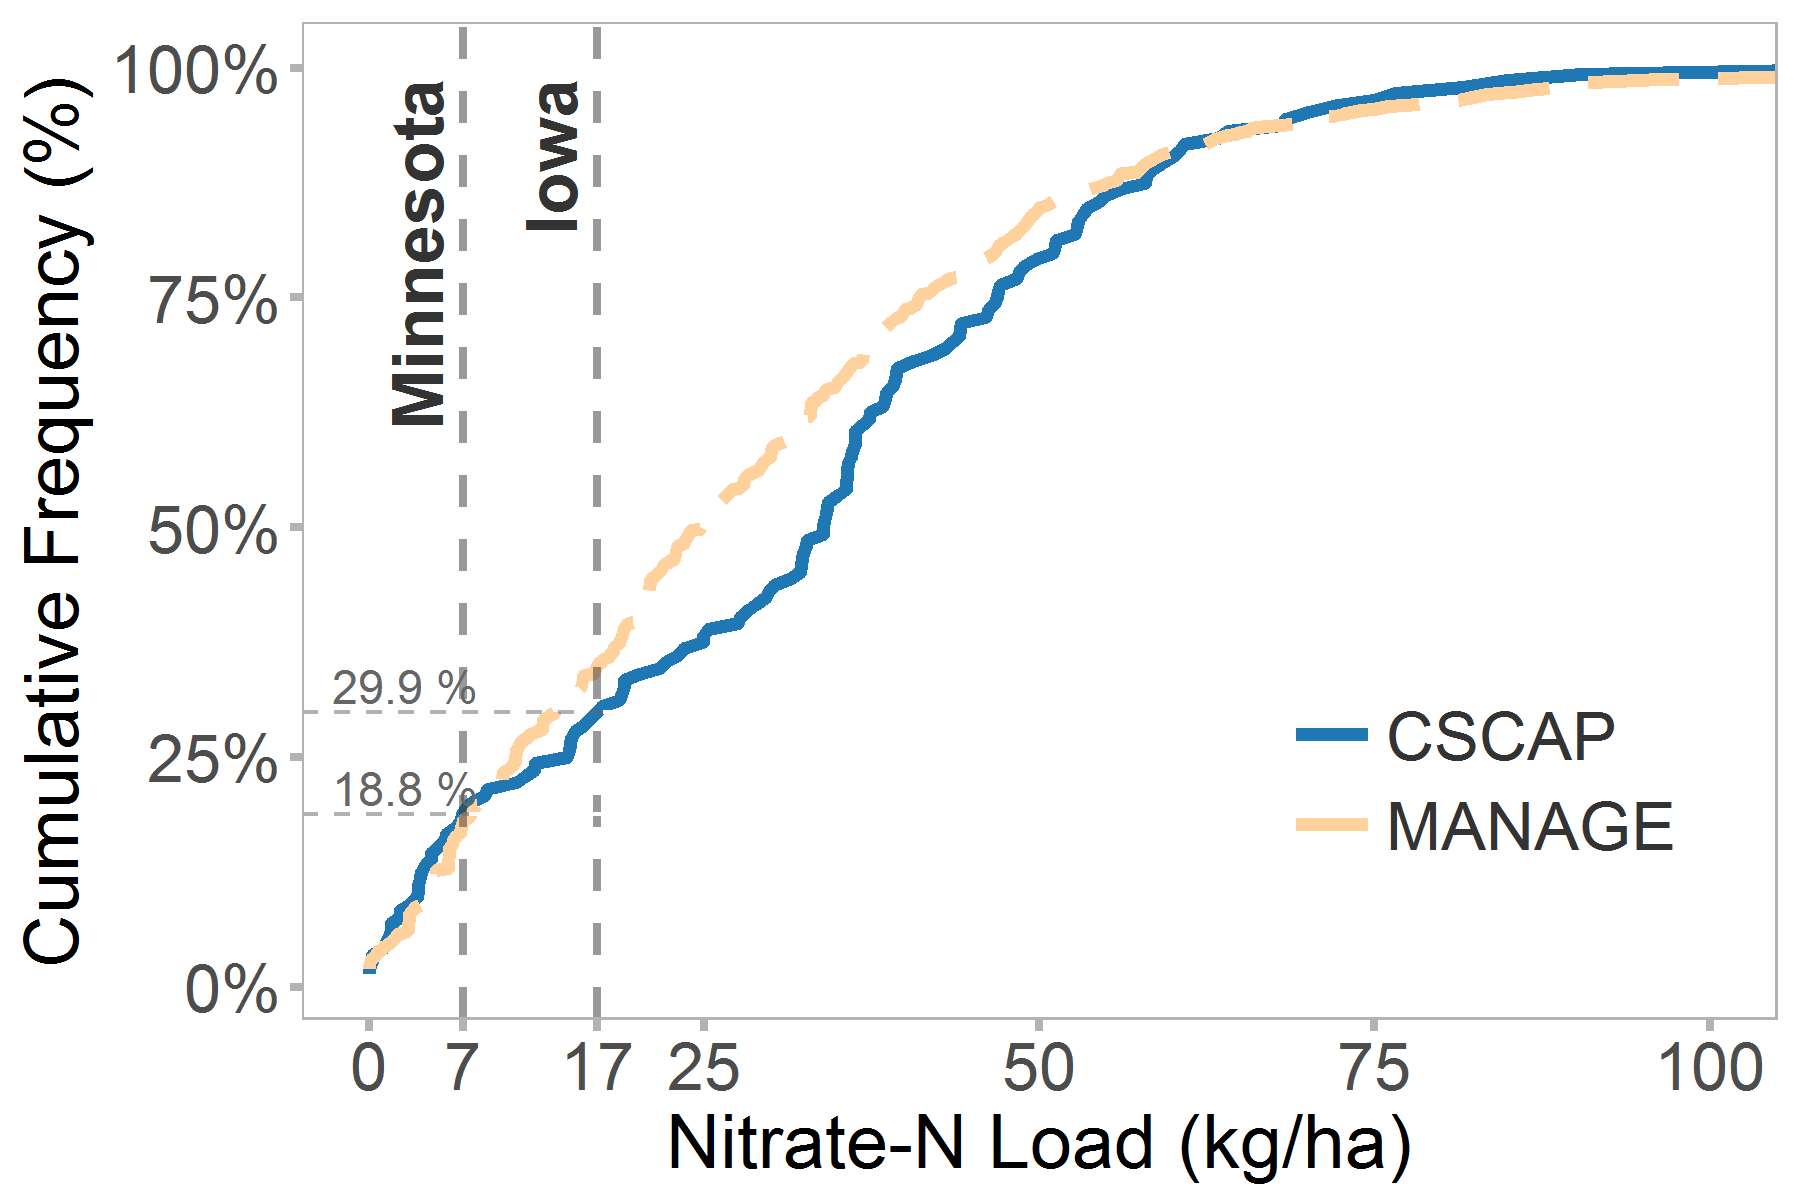 Cumulative Frequency (%)
100%
75%
50%
25%
0%
Minnesota
Iowa
29.9 %
18.8 %
CSCAP
MANAGE
0
7
17
25
50
75
100
Nitrate-N Load (kg/ha)